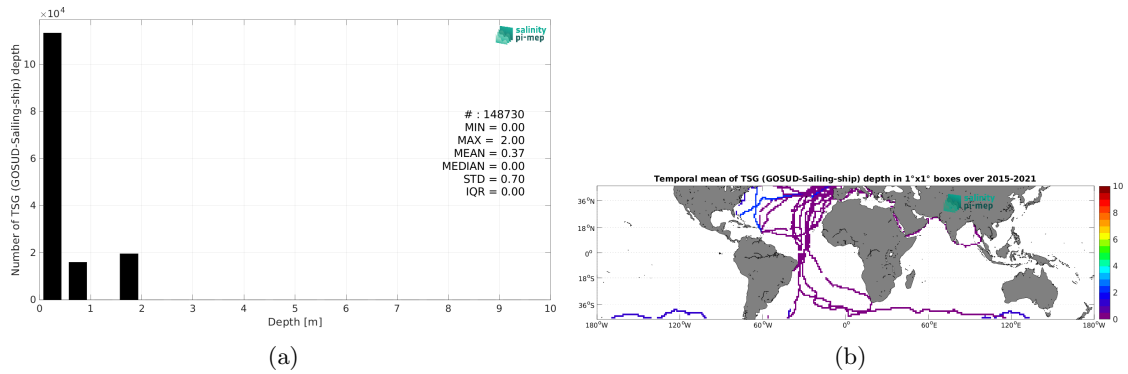 ×10⁴
10
8
6
4
2
0
Number of TSG (GOSUD-Sailing-ship) depth
salinity
pi-mep
# : 148730
MIN = 0.00
MAX = 2.00
MEAN = 0.37
MEDIAN = 0.00
STD = 0.70
IQR = 0.00
0 1 2 3 4 5 6 7 8 9 10
Depth [m]
(a)
Temporal mean of TSG (GOSUD-Sailing-ship) depth in 1°x1° boxes over 2015-2021
salinity
pi-mep
36°N
18°N
0°
18°S
36°S
180°W 120°W 60°W 0° 60°E 120°E 180°W
10
8
6
4
2
0
(b)